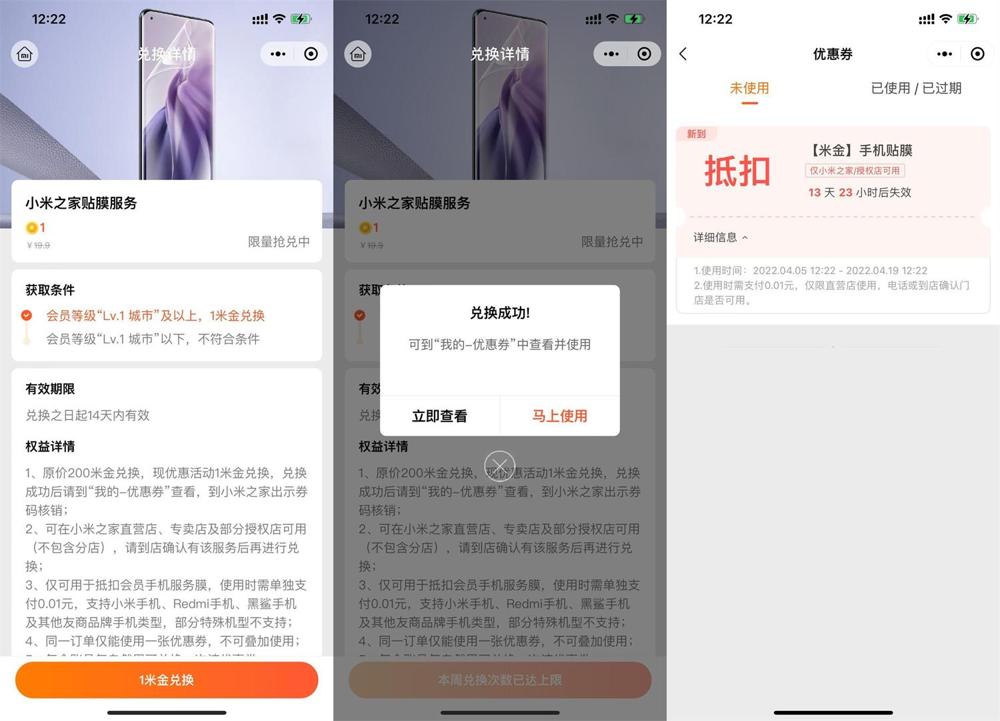 12:22
兑换详情
小米之家贴膜服务
1
¥19.9
限量抢兑中
获取条件
会员等级“Lv.1 城市”及以上，1米金兑换
会员等级“Lv.1 城市”以下，不符合条件
有效期限
兑换之日起14天内有效
权益详情
1、原价200米金兑换，现优惠活动1米金兑换，兑换
成功后请到“我的-优惠券”查看，到小米之家出示券
码核销；
2、可在小米之家直营店、专卖店及部分授权店可用
（不包含分店），请到店确认有该服务后再进行兑
换；
3、仅可用于抵扣会员手机服务膜，使用时需单独支
付0.01元，支持小米手机、Redmi手机、黑鲨手机
及其他友商品牌手机类型，部分特殊机型不支持；
4、同一订单仅能使用一张优惠券，不可叠加使用；
1米金兑换
12:22
兑换详情
小米之家贴膜服务
1
¥19.9
限量抢兑中
获取
兑换成功!
可到“我的-优惠券”中查看并使用
立即查看
马上使用
有效
兑换
权益详情
1、原价200米金兑换，现优惠活动1米金兑换，兑换
成功后请到“我的-优惠券”查看，到小米之家出示券
码核销；
2、可在小米之家直营店、专卖店及部分授权店可用
（不包含分店），请到店确认有该服务后再进行兑
换；
3、仅可用于抵扣会员手机服务膜，使用时需单独支
付0.01元，支持小米手机、Redmi手机、黑鲨手机
及其他友商品牌手机类型，部分特殊机型不支持；
4、同一订单仅能使用一张优惠券，不可叠加使用；
本周兑换次数已达上限
12:22
优惠券
未使用
已使用 / 已过期
新到
抵扣
【米金】手机贴膜
仅小米之家/授权店可用
13 天 23 小时后失效
详细信息
1.使用时间：2022.04.05 12:22 - 2022.04.19 12:22
2.使用时需支付0.01元，仅限直营店使用，电话或到店确认门
店是否可用。